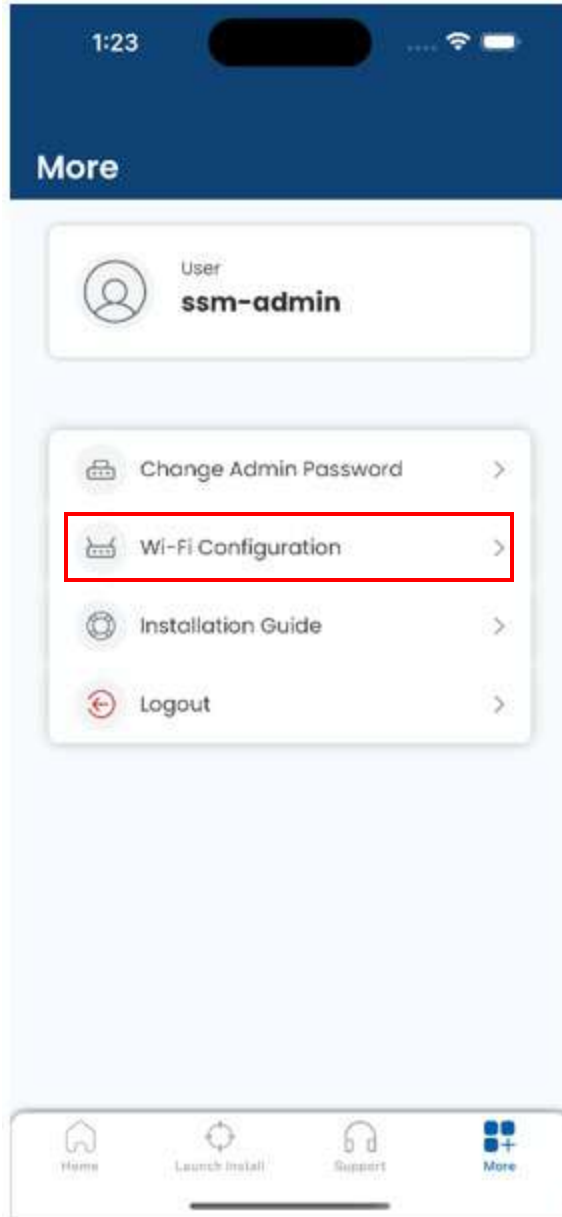 1:23
More
User
ssm-admin
Change Admin Password
Wi-Fi Configuration
Installation Guide
Logout
Home
Launch Install
Support
More